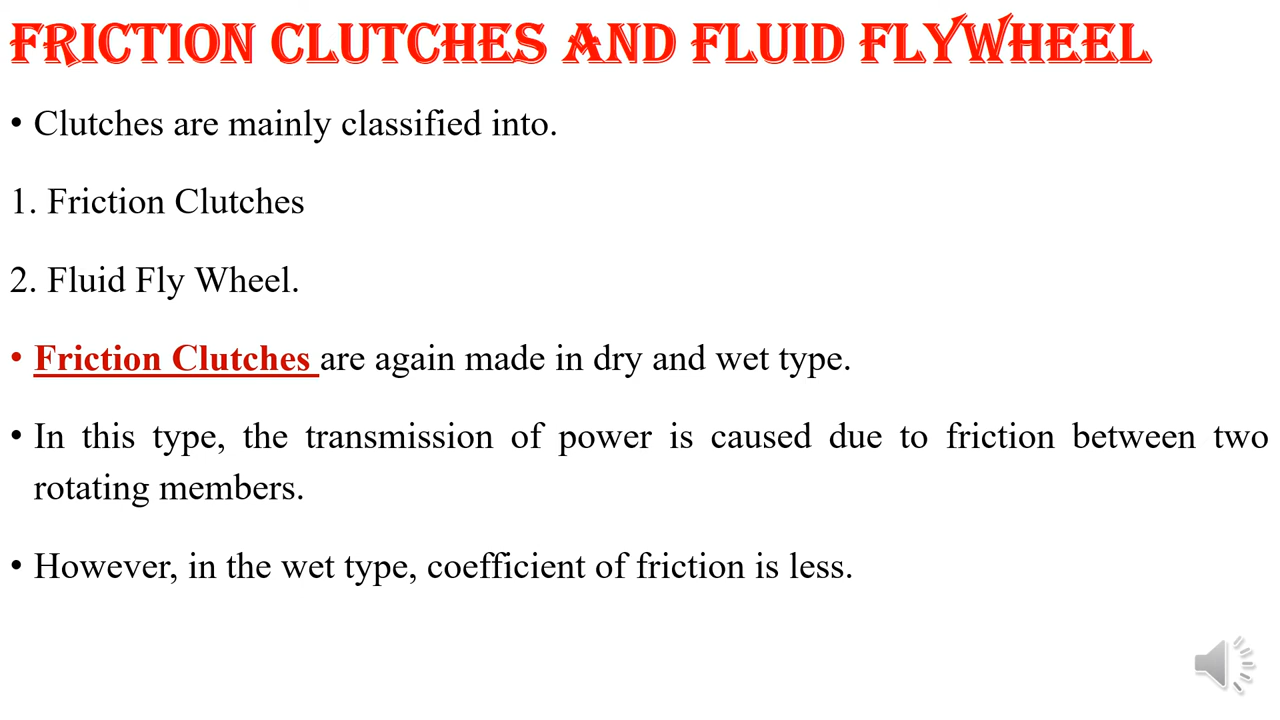 FRICTION CLUTCHES AND FLUID FLYWHEEL
• Clutches are mainly classified into.
1. Friction Clutches
2. Fluid Fly Wheel.
• Friction Clutches are again made in dry and wet type.
• In this type, the transmission of power is caused due to friction between two
rotating members.
• However, in the wet type, coefficient of friction is less.